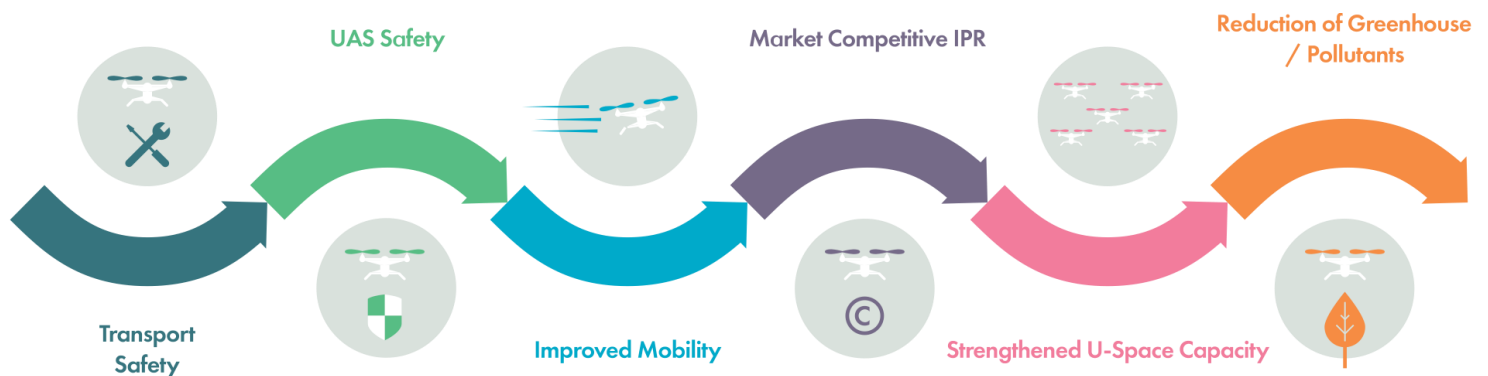 Transport
Safety
UAS Safety
Improved Mobility
Market Competitive IPR
©
Strengthened U-Space Capacity
Reduction of Greenhouse
/ Pollutants